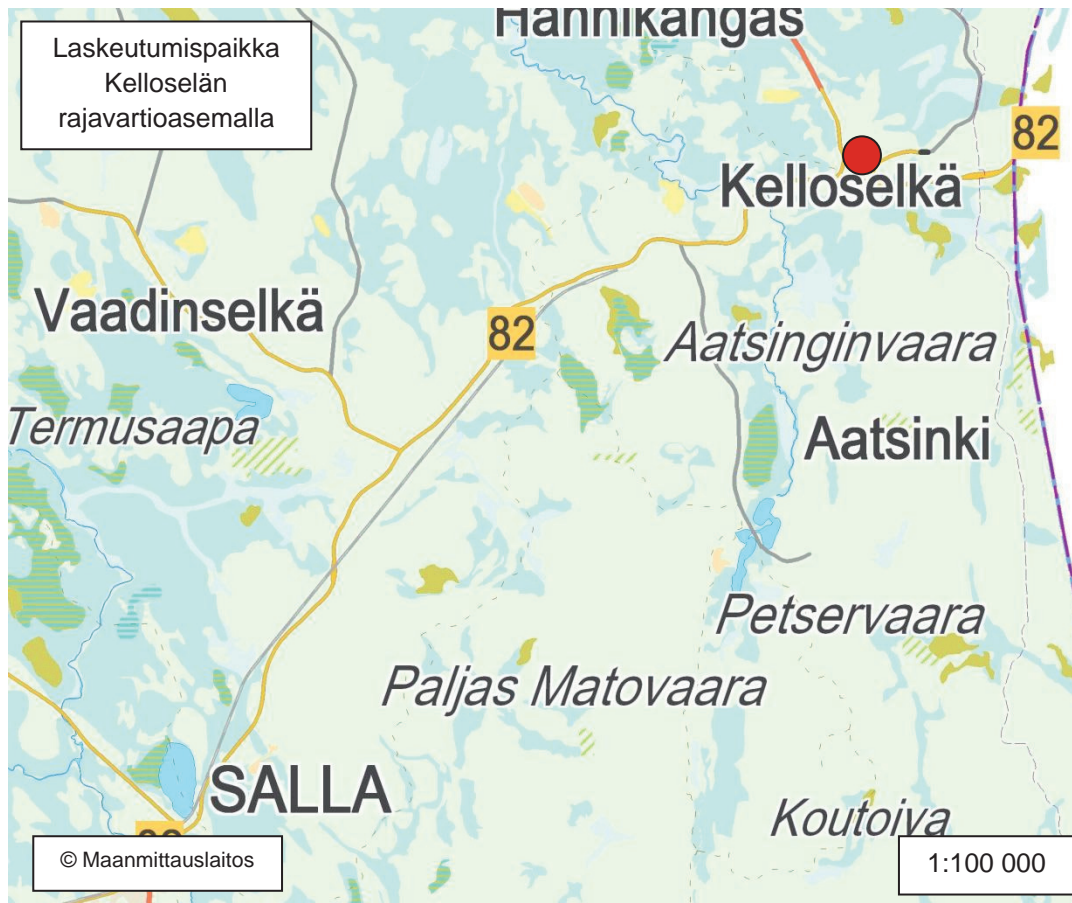 Hannikangas
Laskeutumispaikka
Kelloselän
rajavartioasemalla
82
Kelloselkä
Vaadinselkä
82
Aatsinginvaara
Termusaapa
Aatsinki
Petservaara
Paljas Matovaara
SALLA
Koutoiva
© Maanmittauslaitos
1:100 000